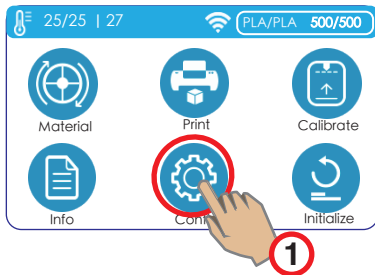 25/25 | 27 PLA/PLA 500/500
Material Print Calibrate
Info Initialize
1